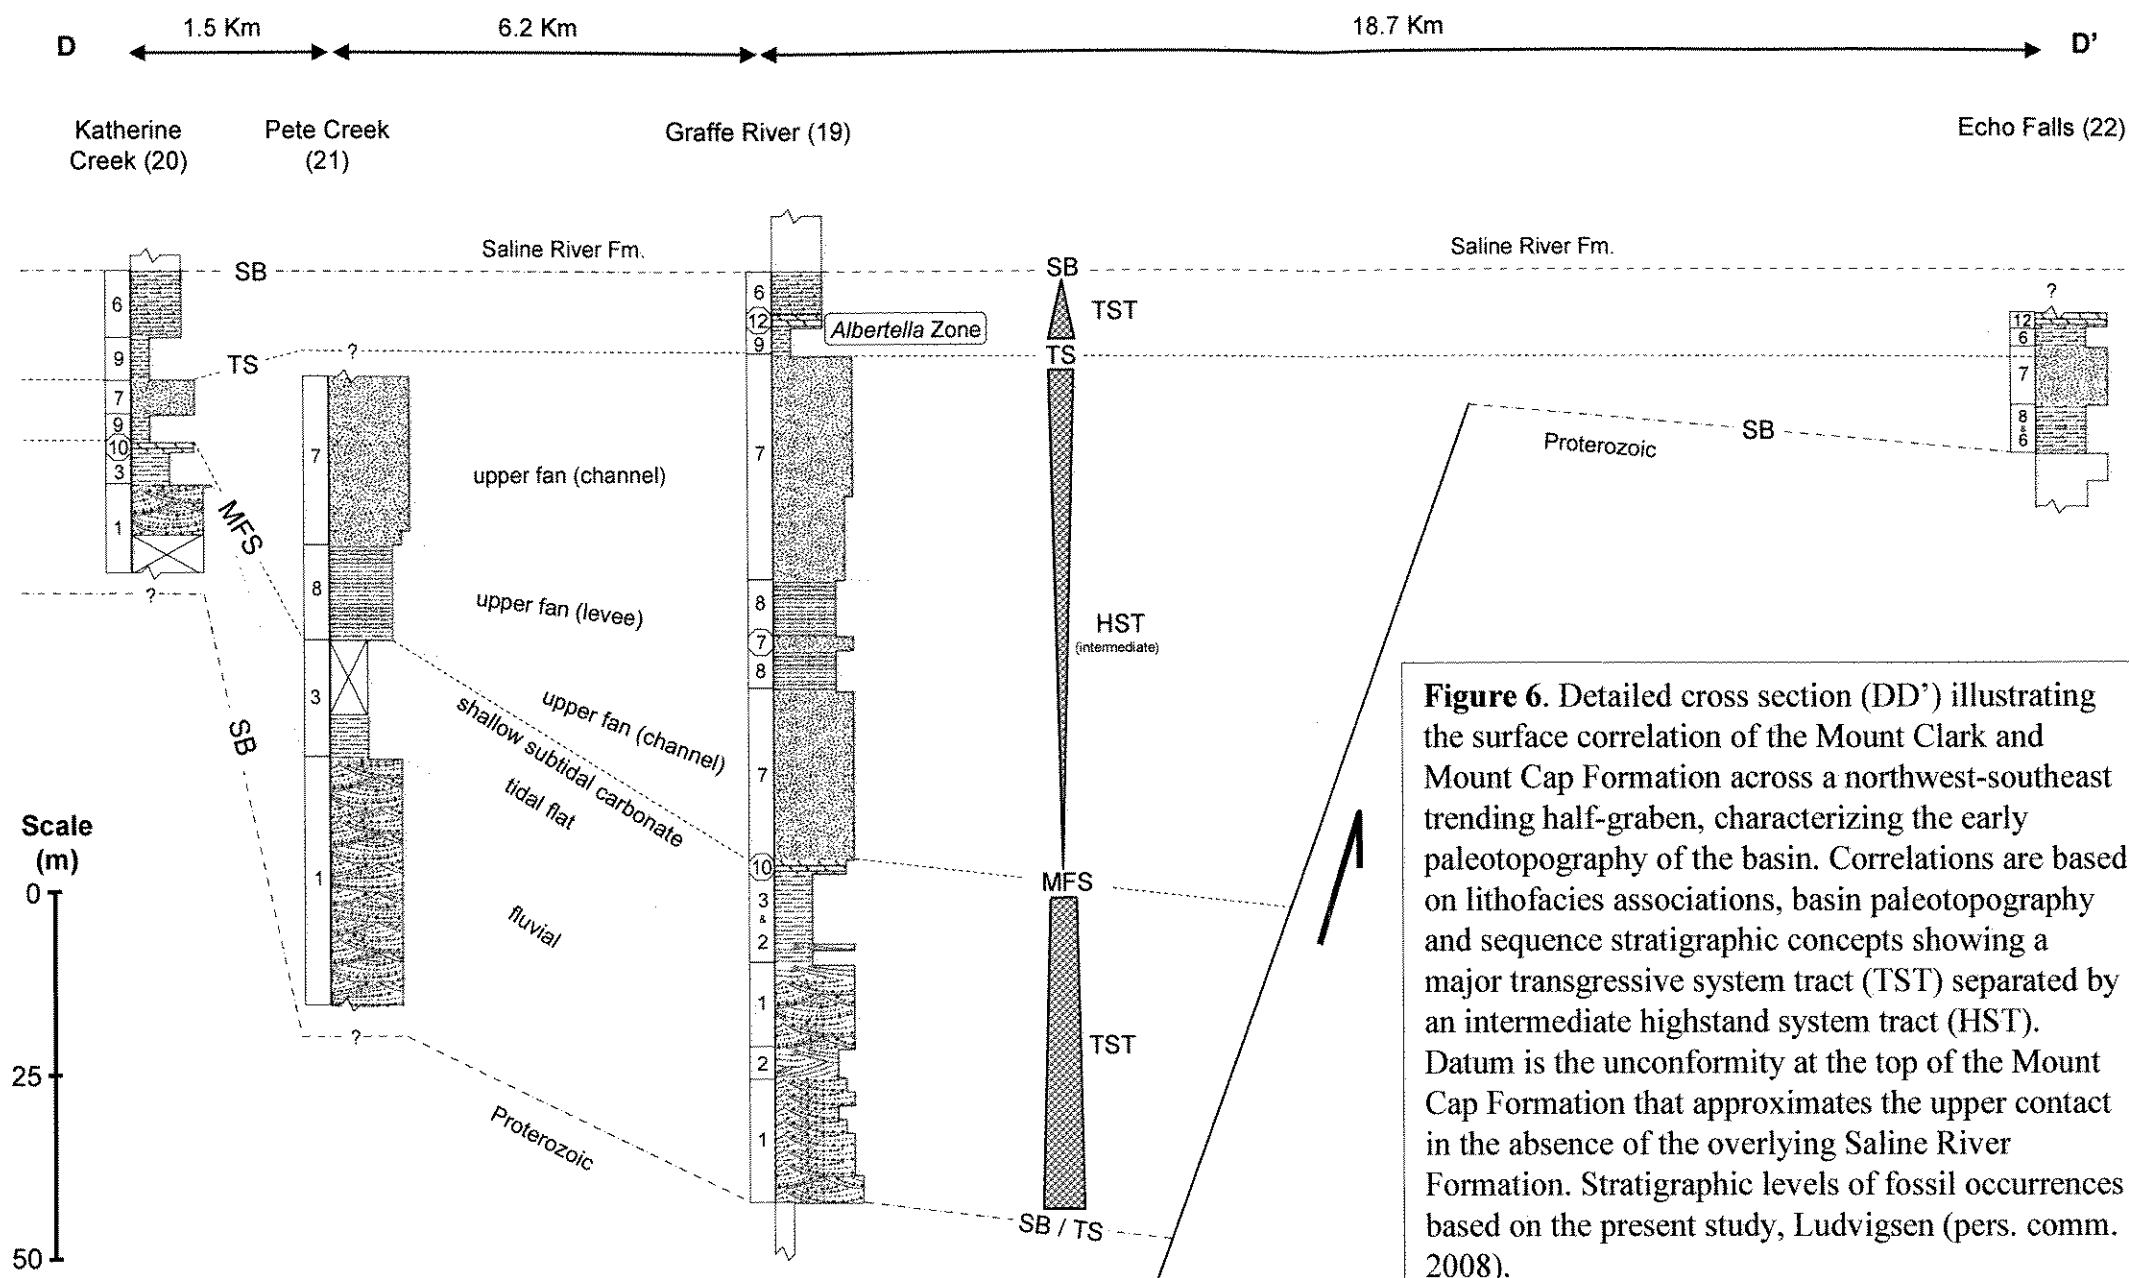 D
1.5 Km
6.2 Km
18.7 Km
D'
Katherine
Creek (20)
Pete Creek
(21)
Graffe River (19)
Echo Falls (22)
Saline River Fm.
Saline River Fm.
SB
SB
TST
TS
TS
?
?
6
9
7
9
10
3
1
?
MFS
SB
7
8
3
1
?
upper fan (channel)
upper fan (levee)
upper fan (channel)
shallow subtidal carbonate
tidal flat
fluvial
Proterozoic
6
12
9
Albertella Zone
7
8
7
8
7
10
3
&
2
1
2
1
HST
(intermediate)
MFS
TST
SB / TS
Proterozoic
SB
12
6
7
8
&
6
Scale
(m)
0
25
50
Figure 6. Detailed cross section (DD') illustrating
the surface correlation of the Mount Clark and
Mount Cap Formation across a northwest-southeast
trending half-graben, characterizing the early
paleotopography of the basin. Correlations are based
on lithofacies associations, basin paleotopography
and sequence stratigraphic concepts showing a
major transgressive system tract (TST) separated by
an intermediate highstand system tract (HST).
Datum is the unconformity at the top of the Mount
Cap Formation that approximates the upper contact
in the absence of the overlying Saline River
Formation. Stratigraphic levels of fossil occurrences
based on the present study, Ludvigsen (pers. comm.
2008).